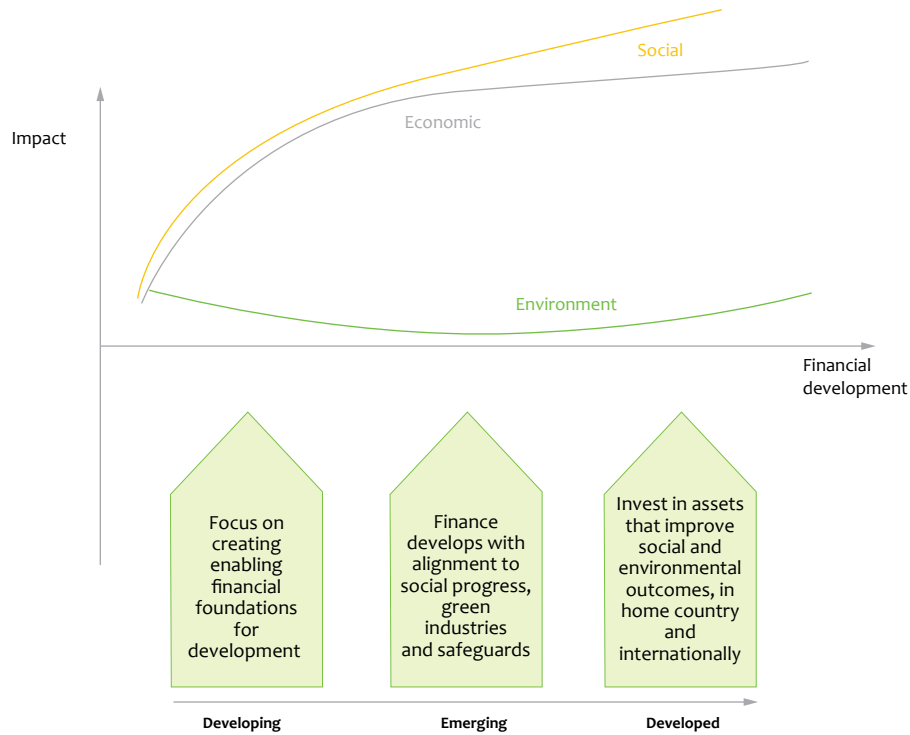 Social
Economic
Impact
Environment
Financial
development
Focus on
creating
enabling
financial
foundations
for
development
Finance
develops with
alignment to
social progress,
green
industries
and safeguards
Invest in assets
that improve
social and
environmental
outcomes, in
home country
and
internationally
Developing
Emerging
Developed